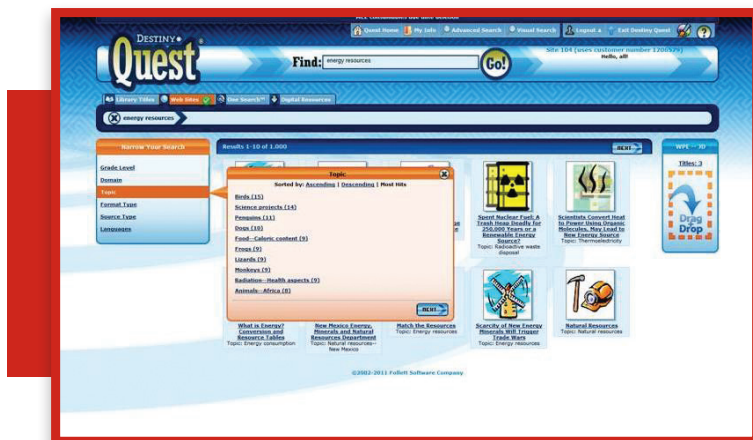 Quest Home My Info Advanced Search Visual Search Logout a Exit Destiny Quest
DESTINY
Quest
Find: energy resources Go!
Site 104 (uses customer number 1700529)
Hello, all!
Library Titles Web Sites One Search™ Digital Resources
energy resources
Narrow Your Search
Grade Level
Domain
Topic
Format Type
Source Type
Languages
Results 1-10 of 1,000
NEXT
Topic
Sorted by: Ascending | Descending | Most Hits
Birds (15)
Science projects (14)
Penguins (11)
Dogs (10)
Food--Caloric content (9)
Frogs (9)
Lizards (9)
Monkeys (9)
Radiation--Health aspects (9)
Animals--Africa (8)
NEXT
Spent Nuclear Fuel: A
Trash Heap Deadly for
250,000 Years or a
Renewable Energy
Source?
Topic: Radioactive waste
disposal
Scientists Convert Heat
to Power Using Organic
Molecules, May Lead to
New Energy Source
Topic: Thermoelectricity
What is Energy?
Conversion and
Resource Tables
Topic: Energy consumption
New Mexico Energy,
Minerals and Natural
Resources Department
Topic: Natural resources--
New Mexico
Match the Resources
Topic: Energy resources
Scarcity of New Energy
Minerals Will Trigger
Trade Wars
Topic: Energy resources
Natural Resources
Topic: Natural resources
Titles: 3
Drag
Drop
©2002-2011 Follett Software Company